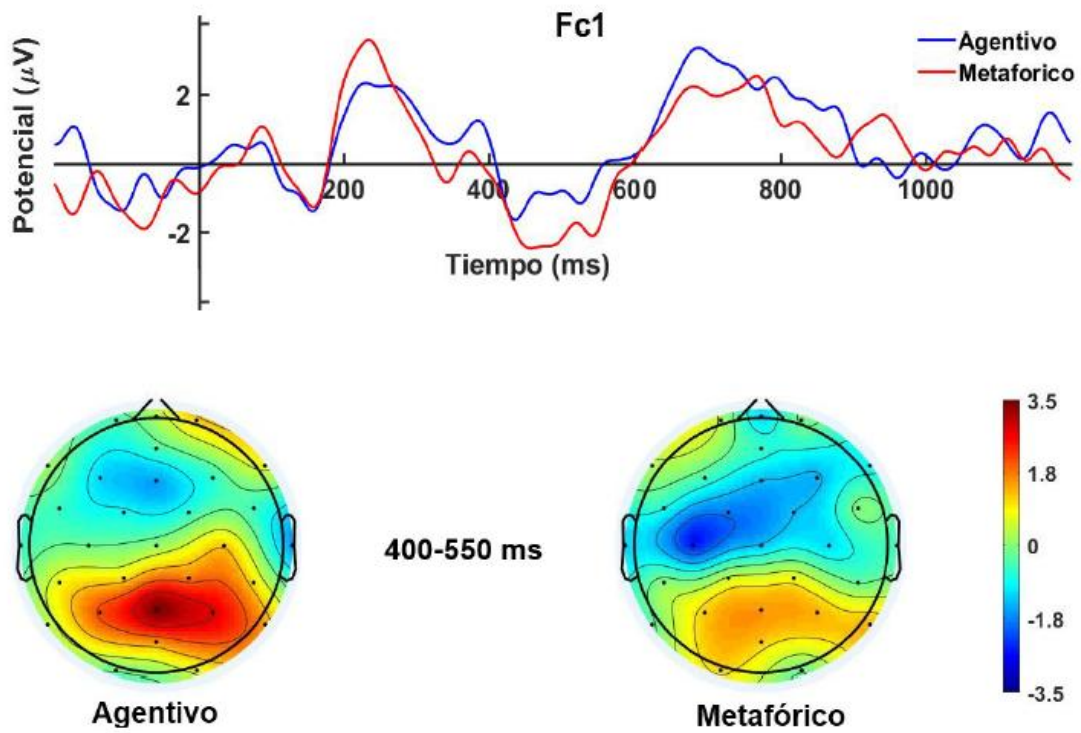 Fc1
Agentivo
Metaforico
Potencial (μV)
2
-2
200
400
600
800
1000
Tiempo (ms)
3.5
1.8
0
-1.8
-3.5
400-550 ms
Agentivo
Metafórico